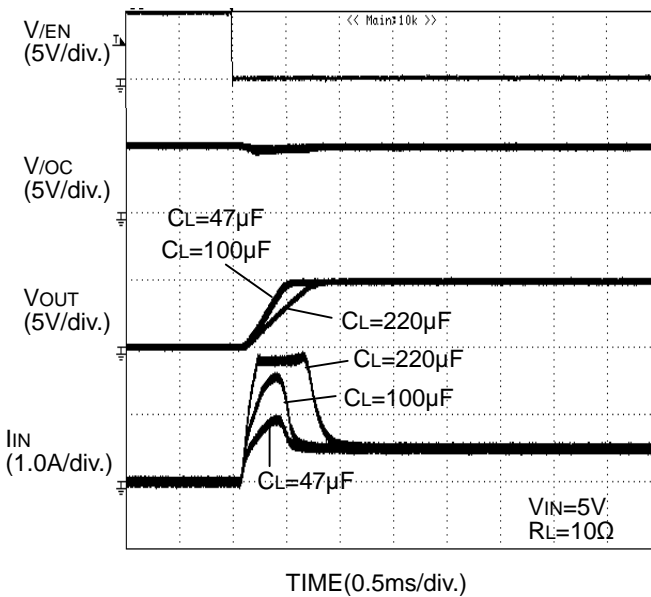 << Main:10k >>
V/EN
(5V/div.)
V/OC
(5V/div.)
CL=47µF
CL=100µF
VOUT
(5V/div.)
CL=220µF
CL=220µF
CL=100µF
IIN
(1.0A/div.)
CL=47µF
VIN=5V
RL=10Ω
TIME(0.5ms/div.)